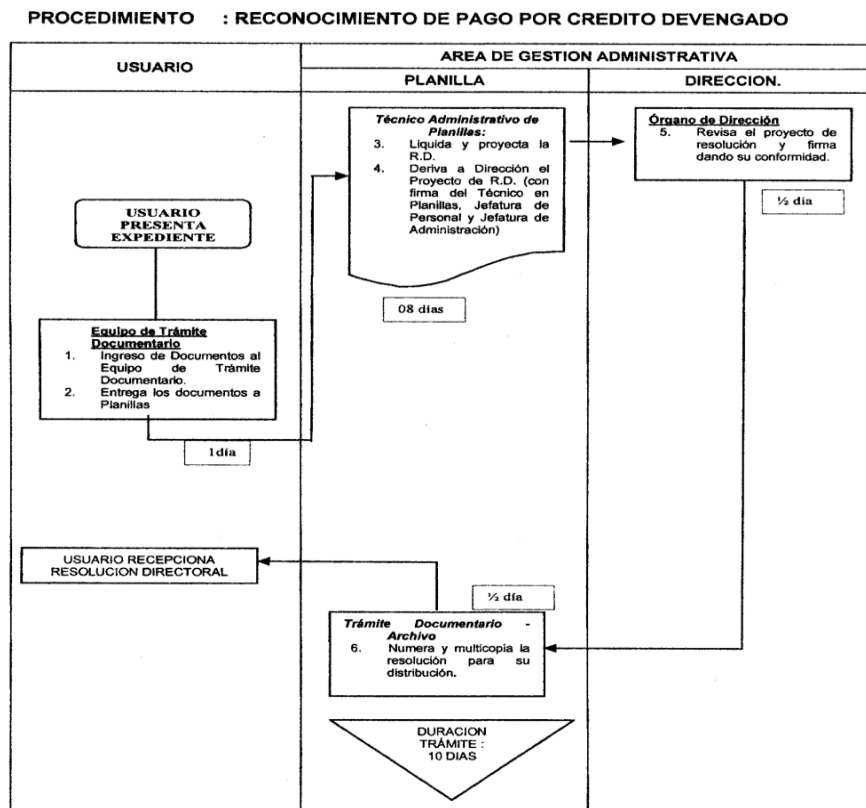 PROCEDIMIENTO : RECONOCIMIENTO DE PAGO POR CREDITO DEVENGADO
USUARIO
AREA DE GESTION ADMINISTRATIVA
PLANILLA
DIRECCION.
USUARIO
PRESENTA
EXPEDIENTE
Equipo de Trámite
Documentario
1. Ingreso de Documentos al
Equipo de Trámite
Documentario.
2. Entrega los documentos a
Planillas
1día
Técnico Administrativo de
Planillas:
3. Liquida y proyecta la
R.D.
4. Deriva a Dirección el
Proyecto de R.D. (con
firma del Técnico en
Planillas, Jefatura de
Personal y Jefatura de
Administración)
08 días
Órgano de Dirección
5. Revisa el proyecto de
resolución y firma
dando su conformidad.
½ día
USUARIO RECEPCIONA
RESOLUCION DIRECTORAL
½ día
Trámite Documentario -
Archivo
6. Numera y multicopia la
resolución para su
distribución.
DURACION
TRÁMITE :
10 DIAS